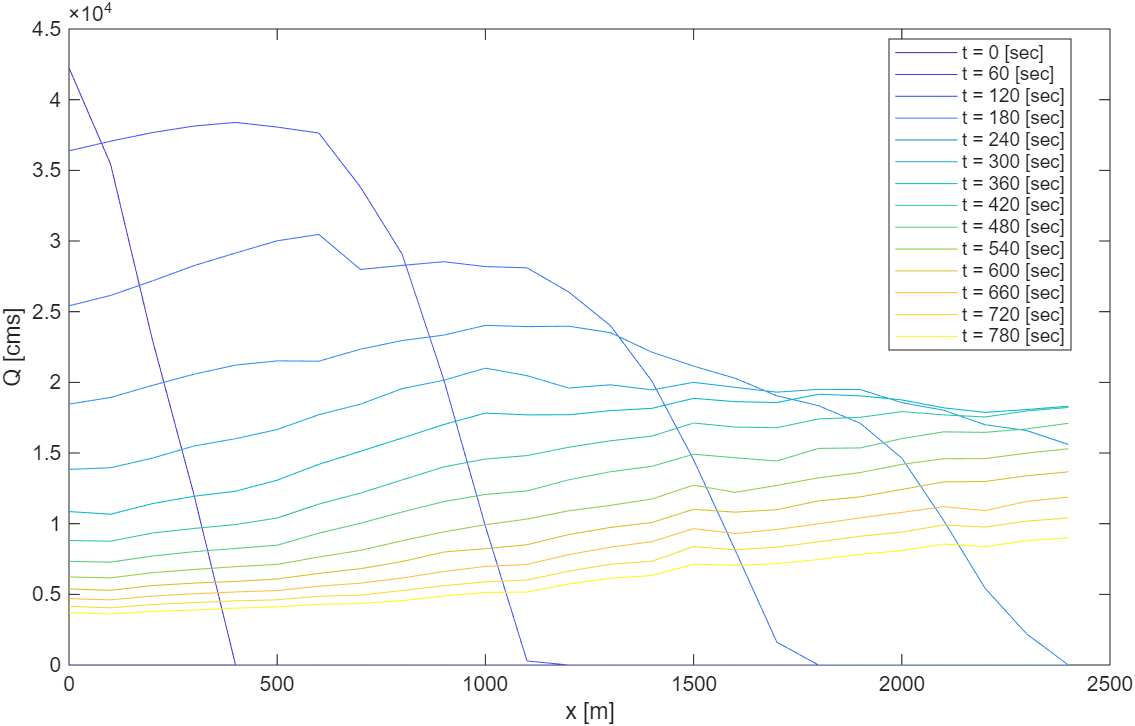 ×10⁴
4.5
4
3.5
3
2.5
2
1.5
1
0.5
0
Q [cms]
0 500 1000 1500 2000 2500
x [m]
t = 0 [sec]
t = 60 [sec]
t = 120 [sec]
t = 180 [sec]
t = 240 [sec]
t = 300 [sec]
t = 360 [sec]
t = 420 [sec]
t = 480 [sec]
t = 540 [sec]
t = 600 [sec]
t = 660 [sec]
t = 720 [sec]
t = 780 [sec]